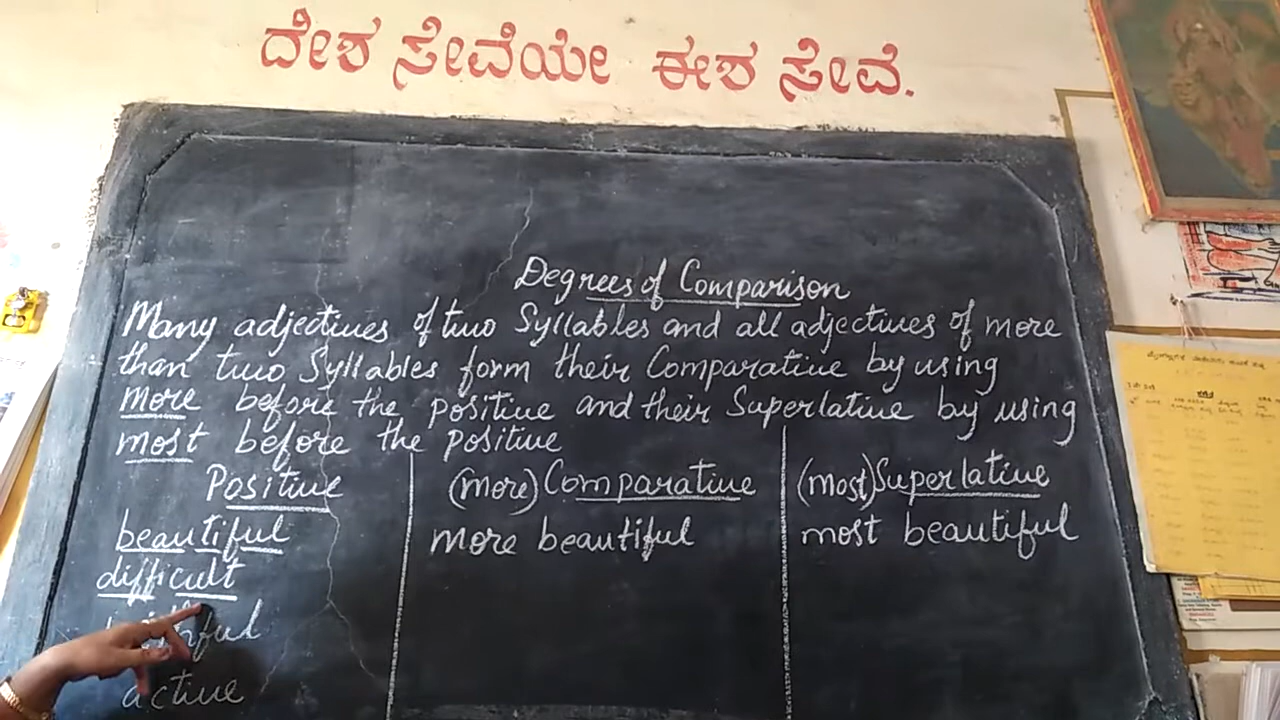 ದೇಶ ಸೇವೆಯೇ ಈಶ ಸೇವೆ.
Degrees of Comparison
Many adjectives of two Syllables and all adjectives of more
than two Syllables form their Comparative by using
more before the positive and their Superlative by using
most before the positive
Positive (more) Comparative (most) Superlative
beautiful more beautiful most beautiful
difficult
active